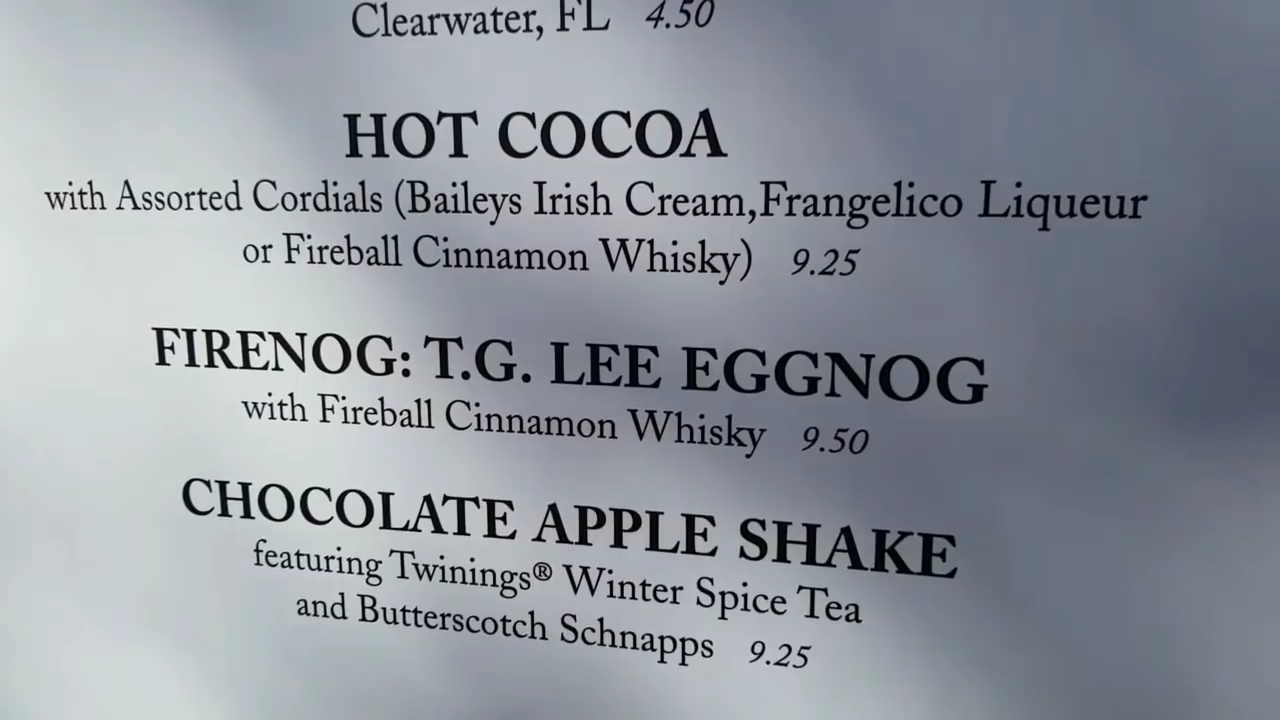 Clearwater, FL 4.50
HOT COCOA
with Assorted Cordials (Baileys Irish Cream,Frangelico Liqueur
or Fireball Cinnamon Whisky) 9.25
FIRENOG: T.G. LEE EGGNOG
with Fireball Cinnamon Whisky 9.50
CHOCOLATE APPLE SHAKE
featuring Twinings® Winter Spice Tea
and Butterscotch Schnapps 9.25